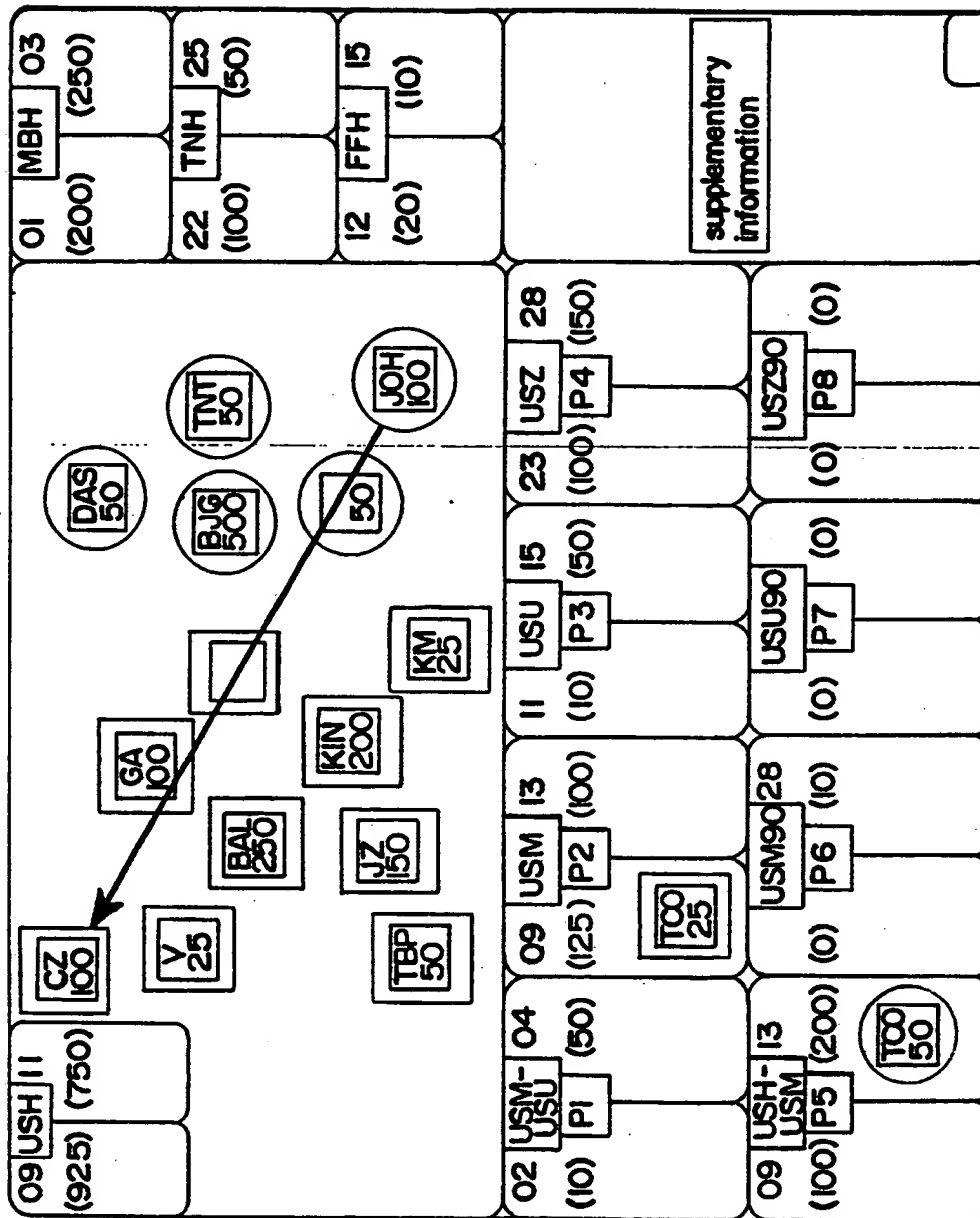 09 USH 11
(925) (750)
CZ
100
V
25
TBP
50
GA
100
BAL
250
JZ
150
KIN
200
KM
25
DAS
50
BJG
500
50
TNT
50
JOH
100
01 MBH 03
(200) (250)
22 TNH 25
(100) (50)
12 FFH 15
(20) (10)
02 USM-USU 04
(10) P1 (50)
09 USM 13
(125) P2 (100)
TCO
25
11 USU 15
(10) P3 (50)
23 USZ 28
(100) P4 (150)
09 USH-USM 13
(100) P5 (200)
TCO
50
USM90 28
(0) P6 (10)
USU90
(0) P7 (0)
USZ90
(0) P8 (0)
supplementary
information